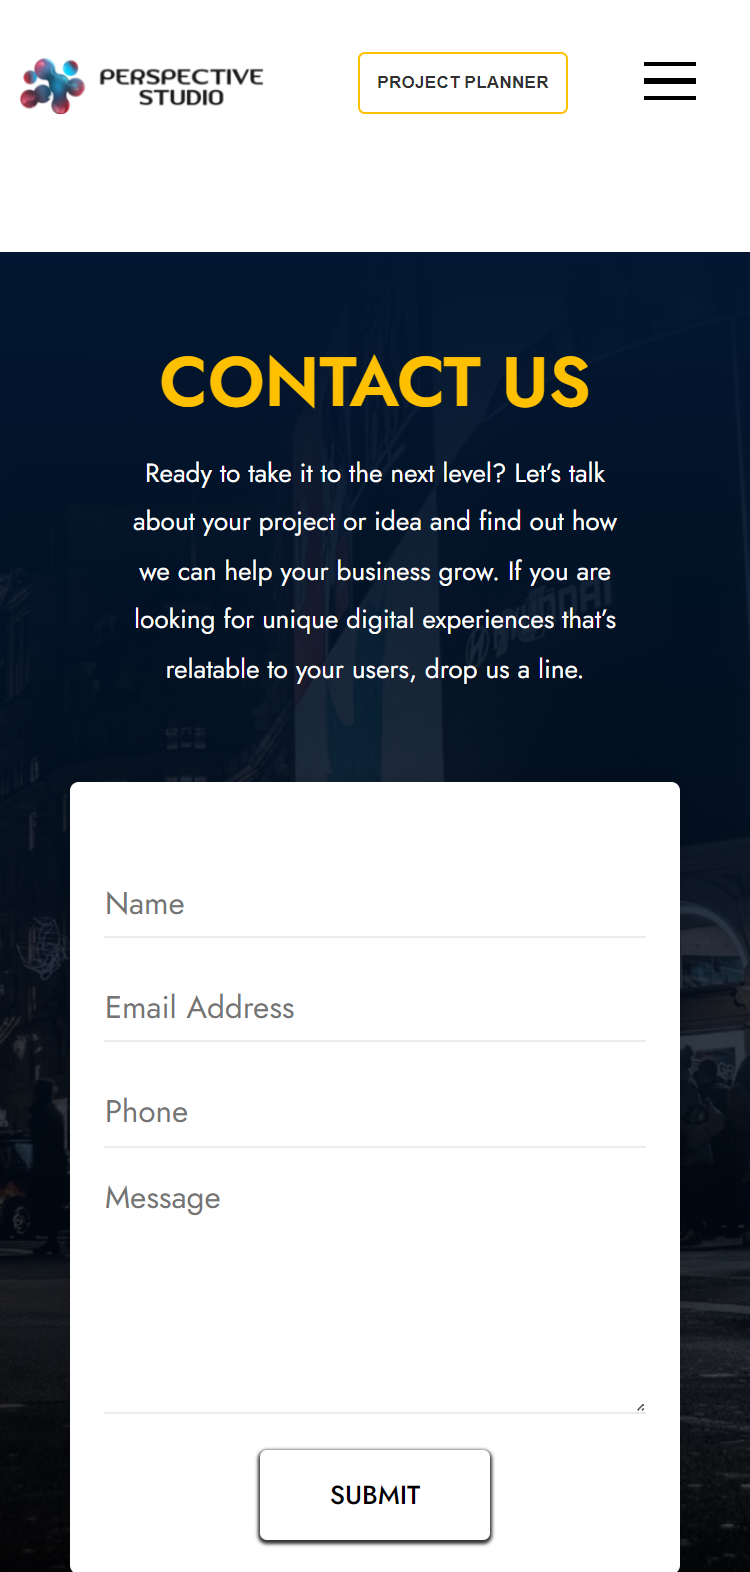 PERSPECTIVE
STUDIO
PROJECT PLANNER
CONTACT US
Ready to take it to the next level? Let’s talk
about your project or idea and find out how
we can help your business grow. If you are
looking for unique digital experiences that’s
relatable to your users, drop us a line.
Name
Email Address
Phone
Message
SUBMIT